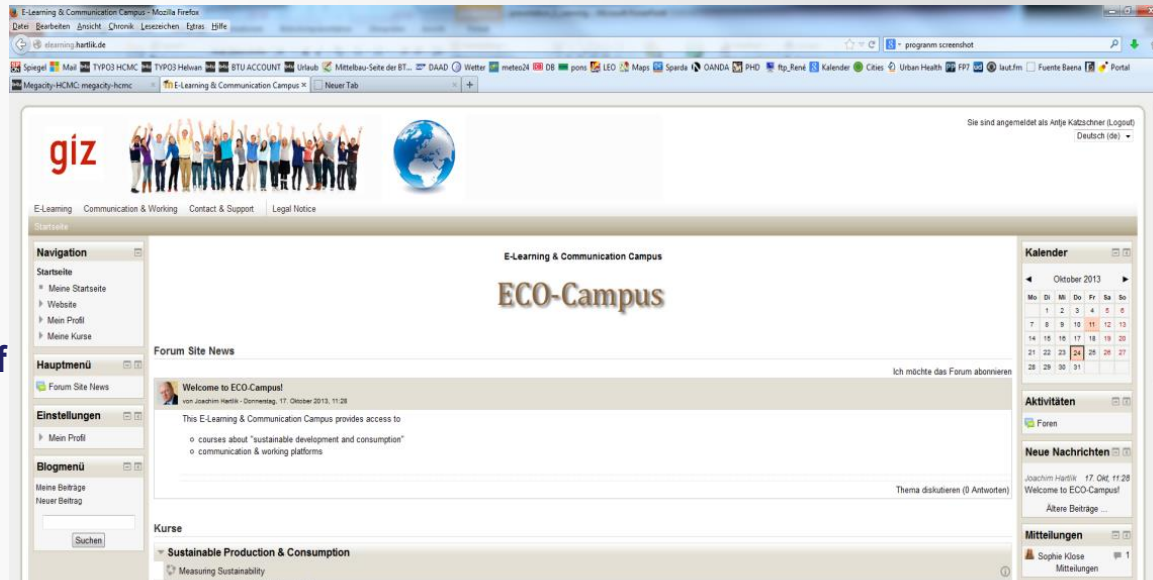 E-Learning & Communication Campus - Mozilla Firefox
Datei Bearbeiten Ansicht Chronik Lesezeichen Extras Hilfe
elearning.hartlik.de
programm screenshot
Spiegel Mail TYPO3 HCMC TYPO3 Helwan BTU ACCOUNT Urlaub Mittelbau-Seite der BT... DAAD Wetter meteo24 DB pons LEO Maps Sparda OANDA PHD ftp_René Kalender Cities Urban Health FP7 laut.fm Fuente Baena Portal
Megacity-HCMC: megacity-hcmc E-Learning & Communication Campus Neuer Tab
Sie sind angemeldet als Antje Katzschner (Logout)
Deutsch (de)
giz
E-Learning Communication & Working Contact & Support Legal Notice
Startseite
Navigation
Startseite
Meine Startseite
Website
Mein Profil
Meine Kurse
f
Hauptmenü
Forum Site News
Einstellungen
Mein Profil
Blogmenü
Meine Beiträge
Neuer Beitrag
Suchen
E-Learning & Communication Campus
ECO-Campus
Forum Site News
Ich möchte das Forum abonnieren
Welcome to ECO-Campus!
von Joachim Hartlik - Donnerstag, 17. Oktober 2013, 11:28
This E-Learning & Communication Campus provides access to
courses about "sustainable development and consumption"
communication & working platforms
Thema diskutieren (0 Antworten)
Kurse
Sustainable Production & Consumption
Measuring Sustainability
Kalender
Oktober 2013
Mo Di Mi Do Fr Sa So
1 2 3 4 5 6
7 8 9 10 11 12 13
14 15 16 17 18 19 20
21 22 23 24 25 26 27
28 29 30 31
Aktivitäten
Foren
Neue Nachrichten
Joachim Hartlik 17. Okt, 11:28
Welcome to ECO-Campus!
Ältere Beiträge ...
Mitteilungen
Sophie Klose 1
Mitteilungen